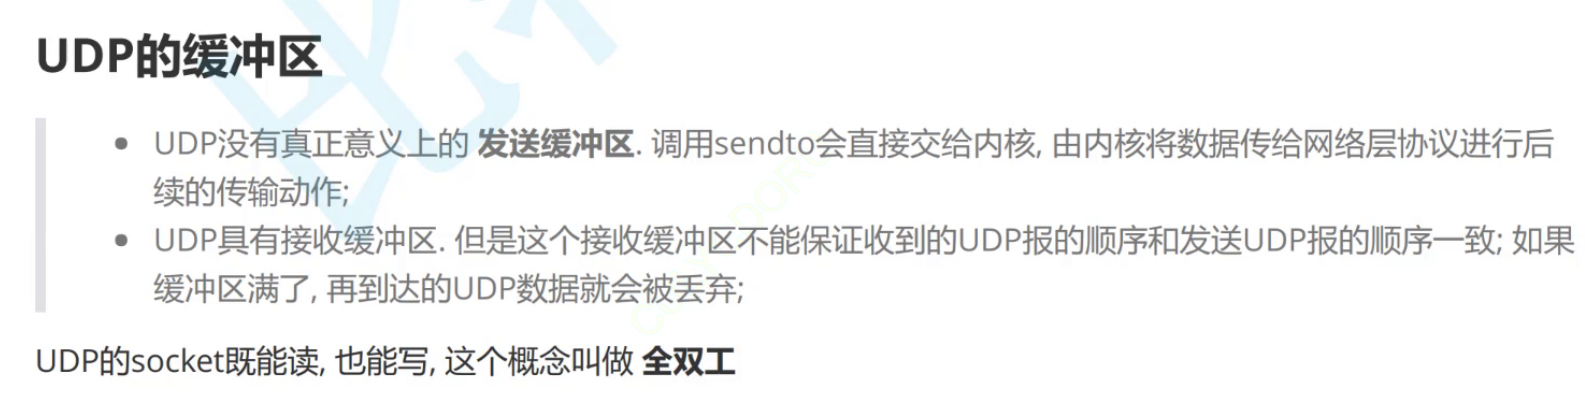 UDP的缓冲区
UDP没有真正意义上的 发送缓冲区. 调用sendto会直接交给内核, 由内核将数据传给网络层协议进行后
续的传输动作;
UDP具有接收缓冲区. 但是这个接收缓冲区不能保证收到的UDP报的顺序和发送UDP报的顺序一致; 如果
缓冲区满了, 再到达的UDP数据就会被丢弃;
UDP的socket既能读, 也能写, 这个概念叫做 全双工